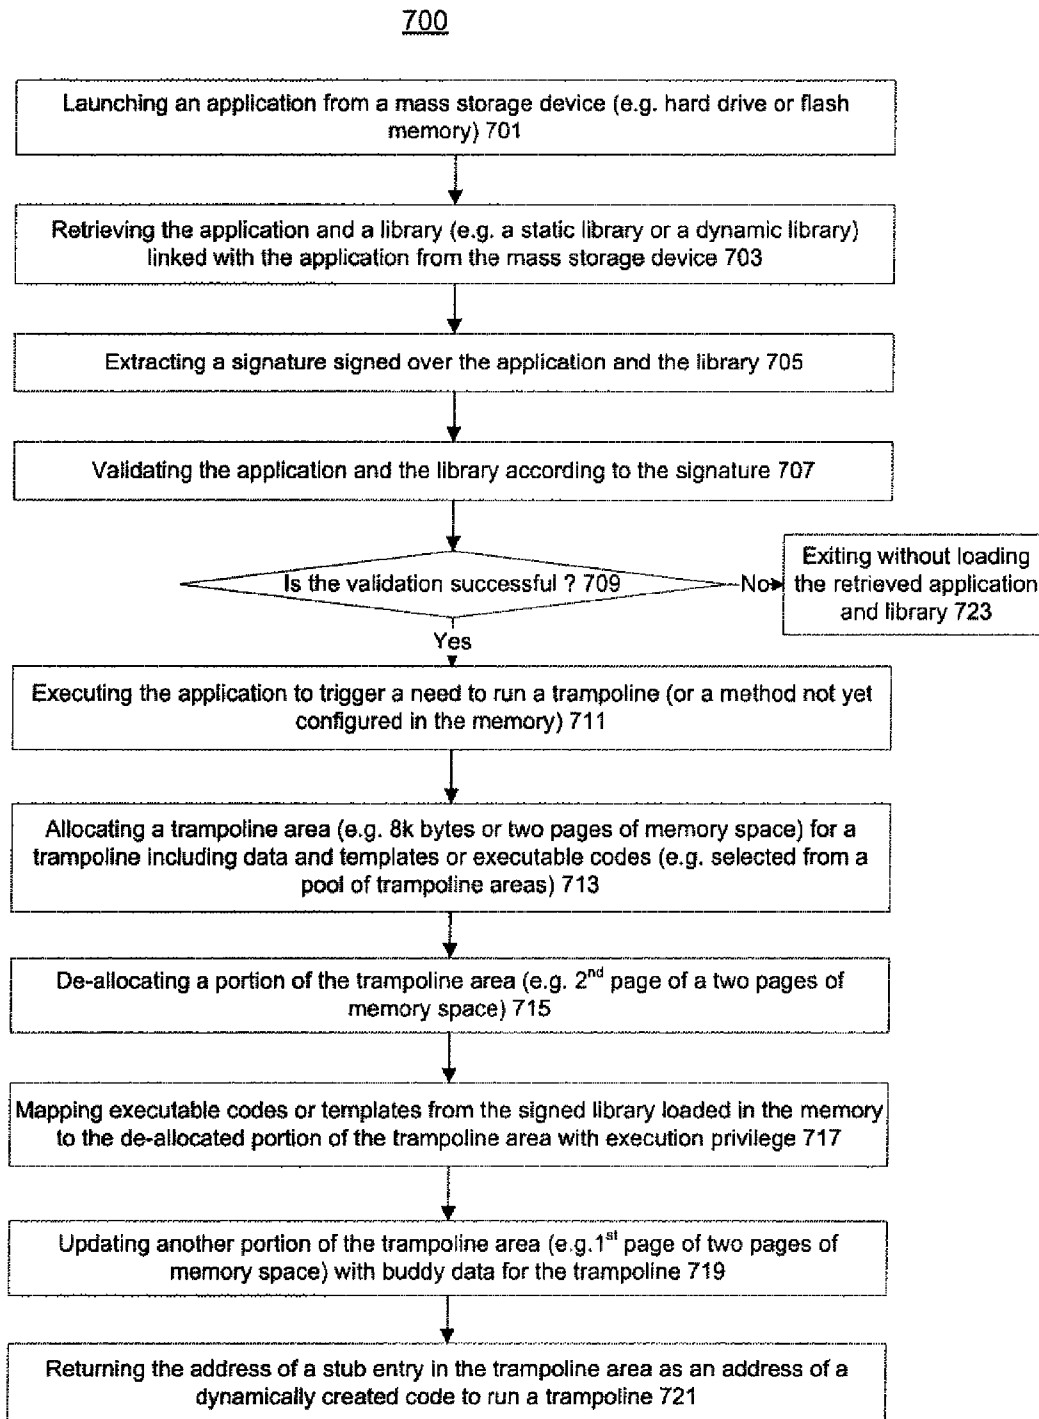 700
Launching an application from a mass storage device (e.g. hard drive or flash
memory) 701
Retrieving the application and a library (e.g. a static library or a dynamic library)
linked with the application from the mass storage device 703
Extracting a signature signed over the application and the library 705
Validating the application and the library according to the signature 707
Is the validation successful ? 709
No
Exiting without loading
the retrieved application
and library 723
Yes
Executing the application to trigger a need to run a trampoline (or a method not yet
configured in the memory) 711
Allocating a trampoline area (e.g. 8k bytes or two pages of memory space) for a
trampoline including data and templates or executable codes (e.g. selected from a
pool of trampoline areas) 713
De-allocating a portion of the trampoline area (e.g. 2nd page of a two pages of
memory space) 715
Mapping executable codes or templates from the signed library loaded in the memory
to the de-allocated portion of the trampoline area with execution privilege 717
Updating another portion of the trampoline area (e.g.1st page of two pages of
memory space) with buddy data for the trampoline 719
Returning the address of a stub entry in the trampoline area as an address of a
dynamically created code to run a trampoline 721